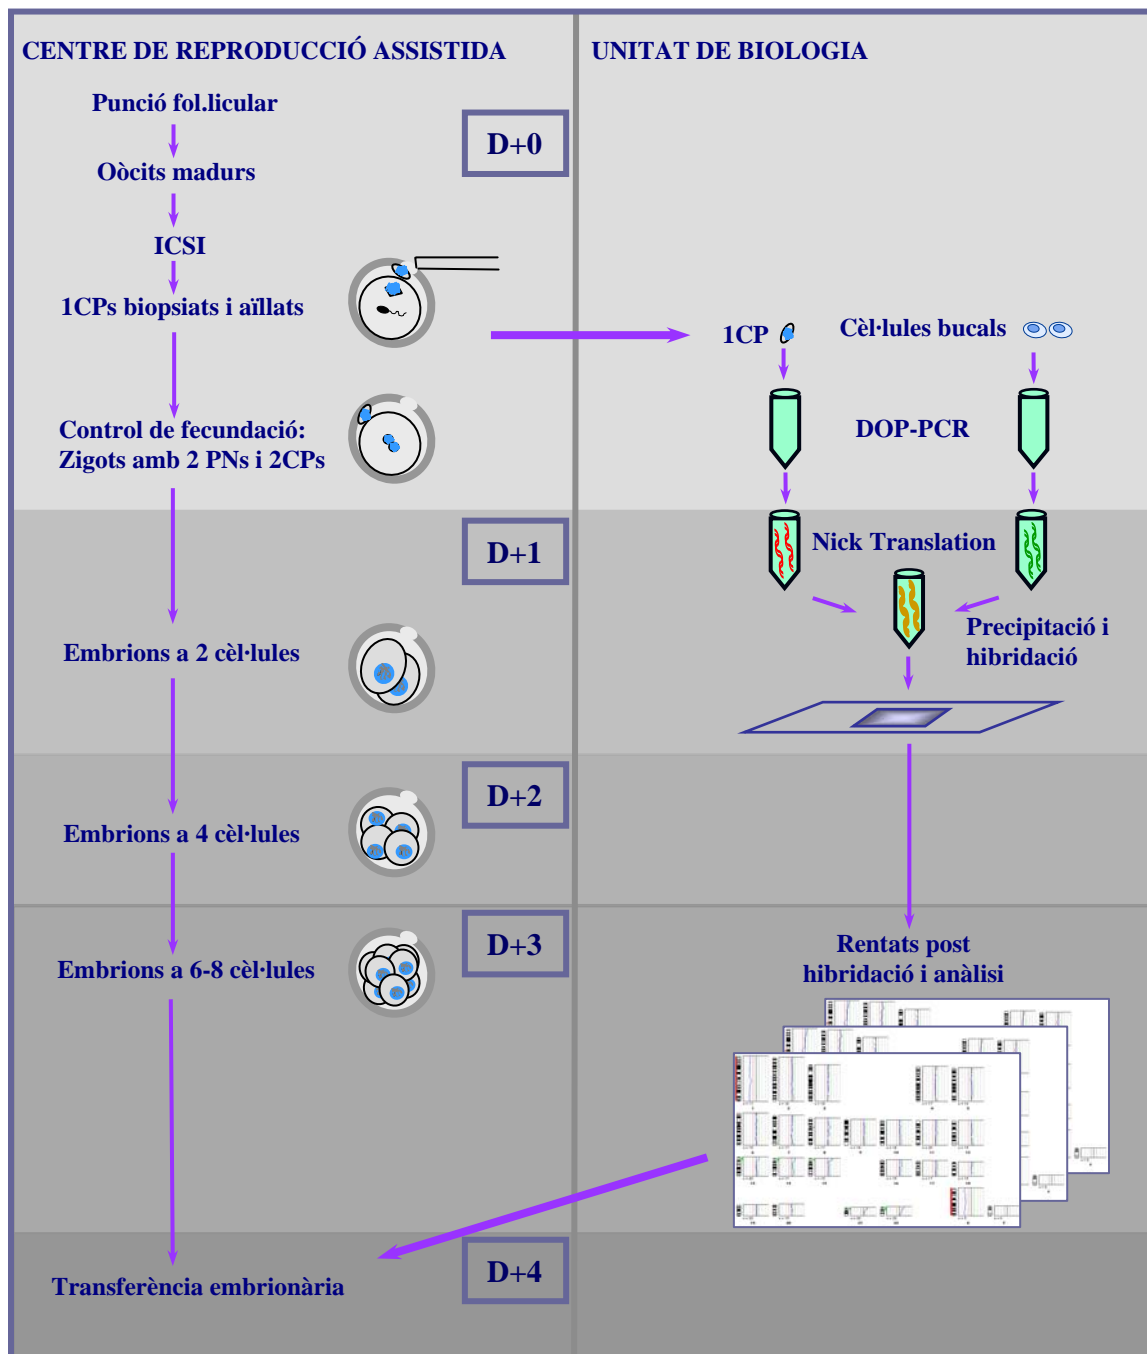 CENTRE DE REPRODUCCIÓ ASSISTIDA
UNITAT DE BIOLOGIA
Punció fol.licular
D+0
Oòcits madurs
ICSI
1CPs biopsiats i aïllats
1CP
Cèl·lules bucals
Control de fecundació:
Zigots amb 2 PNs i 2CPs
DOP-PCR
D+1
Nick Translation
Embrions a 2 cèl·lules
Precipitació i
hibridació
D+2
Embrions a 4 cèl·lules
D+3
Embrions a 6-8 cèl·lules
Rentats post
hibridació i anàlisi
D+4
Transferència embrionària